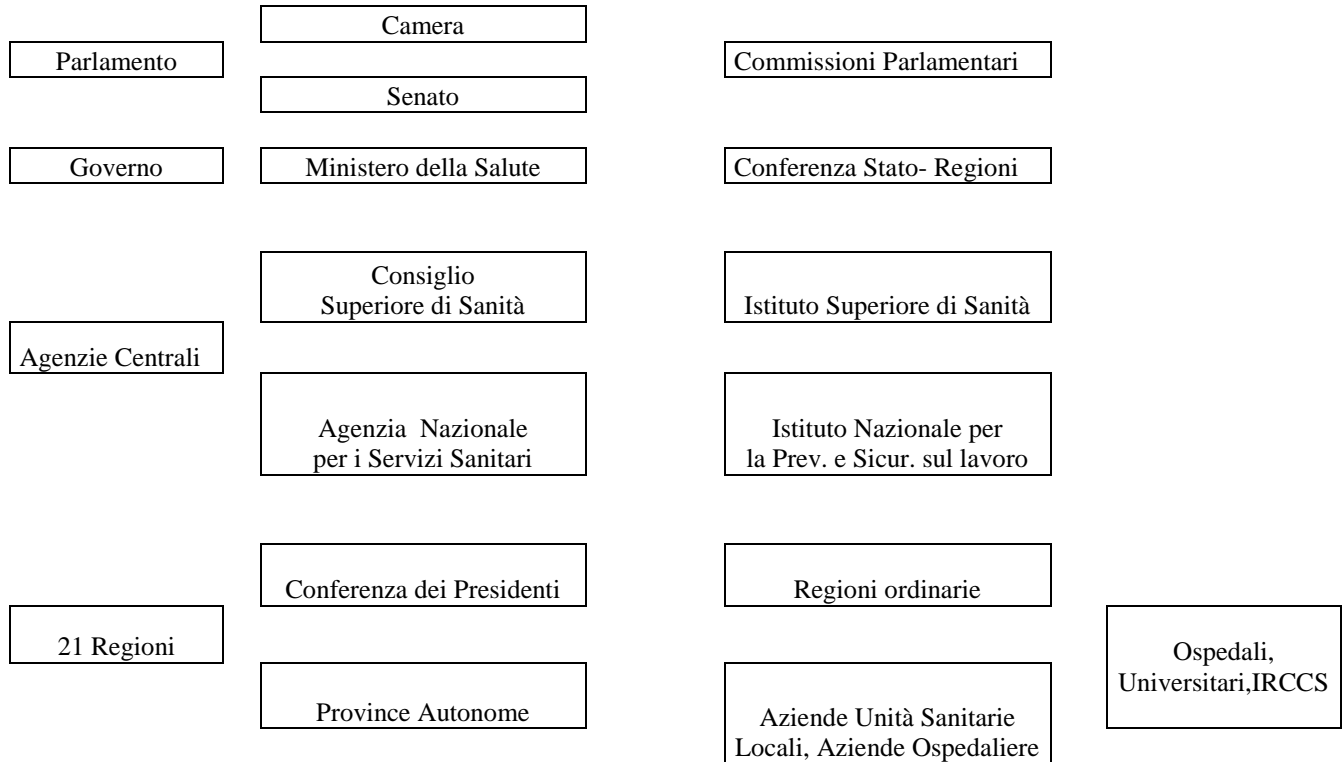 Camera
Parlamento
Commissioni Parlamentari
Senato
Governo
Ministero della Salute
Conferenza Stato- Regioni
Consiglio
Superiore di Sanità
Istituto Superiore di Sanità
Agenzie Centrali
Agenzia Nazionale
per i Servizi Sanitari
Istituto Nazionale per
la Prev. e Sicur. sul lavoro
Conferenza dei Presidenti
Regioni ordinarie
21 Regioni
Ospedali,
Universitari,IRCCS
Province Autonome
Aziende Unità Sanitarie
Locali, Aziende Ospedaliere